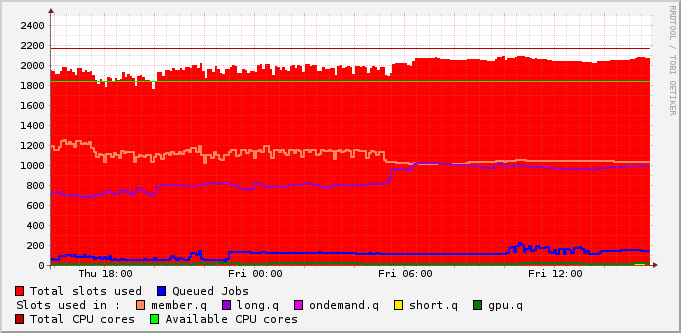 RRDTOOL / TOBI OETIKER
2400
2200
2000
1800
1600
1400
1200
1000
800
600
400
200
0
Thu 18:00 Fri 00:00 Fri 06:00 Fri 12:00
Total slots used Queued Jobs
Slots used in : member.q long.q ondemand.q short.q gpu.q
Total CPU cores Available CPU cores